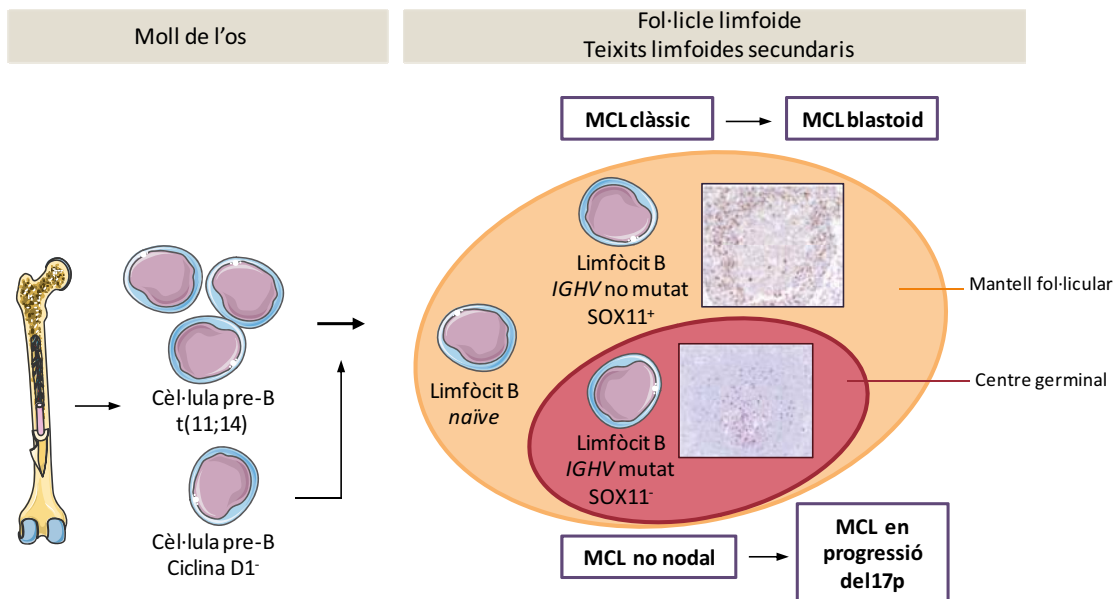 Moll de l'os
Fol·licle limfoide
Teixits limfoides secundaris
MCL clàssic
MCL blastoid
Limfòcit B
IGHV no mutat
SOX11⁺
Mantell fol·licular
Cèl·lula pre-B
t(11;14)
Limfòcit B
naïve
Centre germinal
Limfòcit B
IGHV mutat
SOX11⁻
Cèl·lula pre-B
Ciclina D1⁻
MCL no nodal
MCL en
progressió
del17p